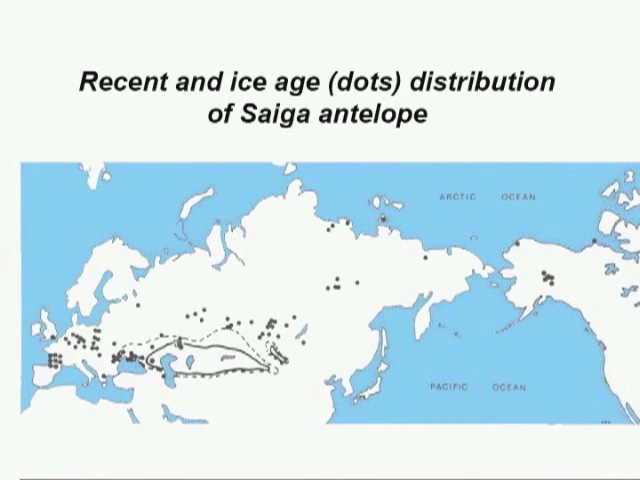 Recent and ice age (dots) distribution
of Saiga antelope
ARCTIC OCEAN
PACIFIC OCEAN